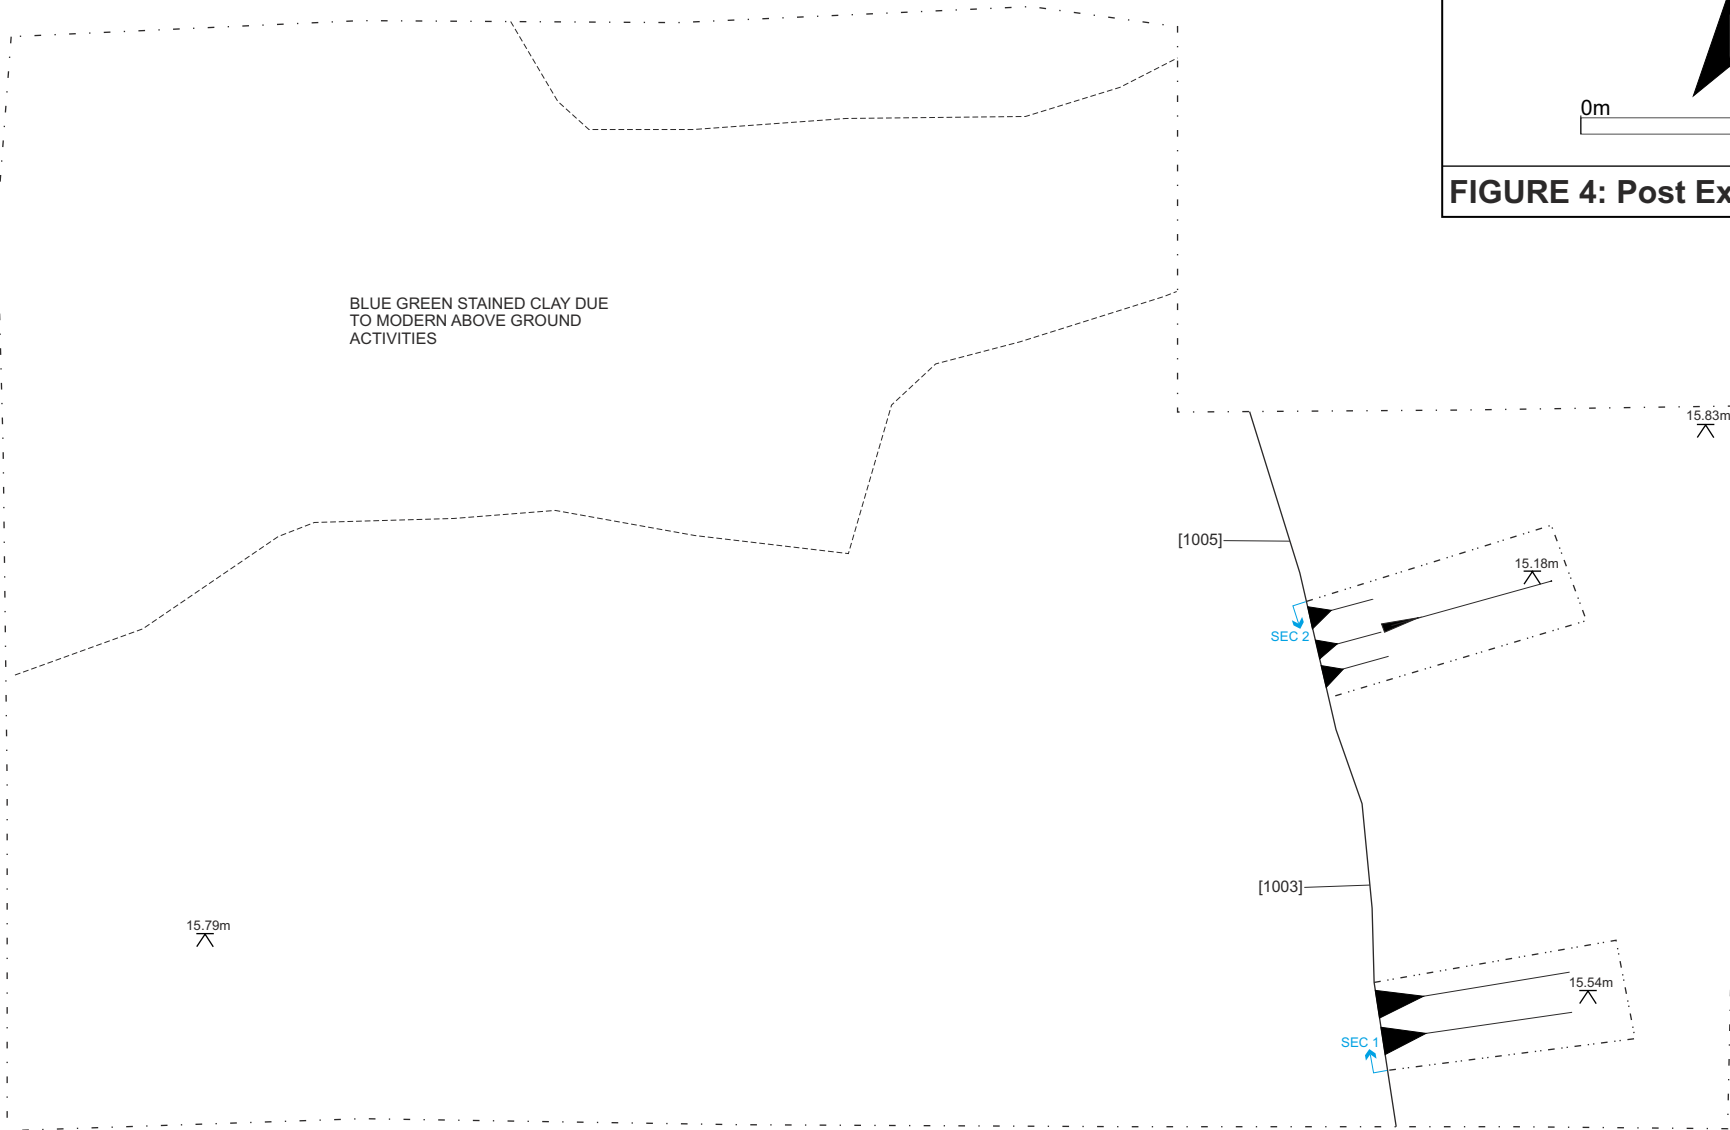 0m
FIGURE 4: Post Ex
BLUE GREEN STAINED CLAY DUE
TO MODERN ABOVE GROUND
ACTIVITIES
15.83m
[1005]
15.18m
SEC 2
[1003]
15.79m
15.54m
SEC 1